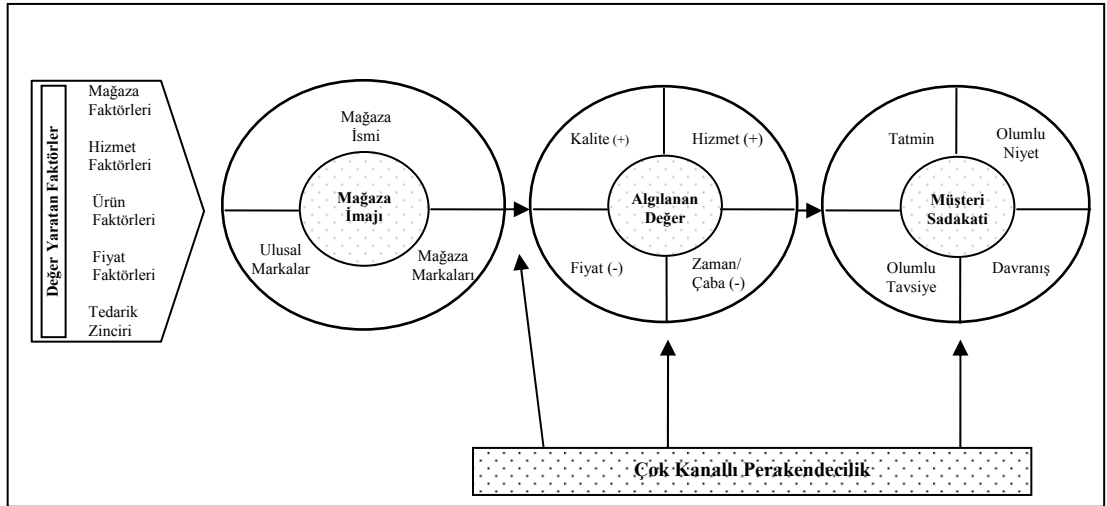 Değer Yaratan Faktörler
Mağaza
Faktörleri
Hizmet
Faktörleri
Ürün
Faktörleri
Fiyat
Faktörleri
Tedarik
Zinciri
Mağaza
İsmi
Mağaza
İmajı
Ulusal
Markalar
Mağaza
Markaları
Kalite (+)
Hizmet (+)
Algılanan
Değer
Fiyat (-)
Zaman/
Çaba (-)
Tatmin
Olumlu
Niyet
Müşteri
Sadakati
Olumlu
Tavsiye
Davranış
Çok Kanallı Perakendecilik